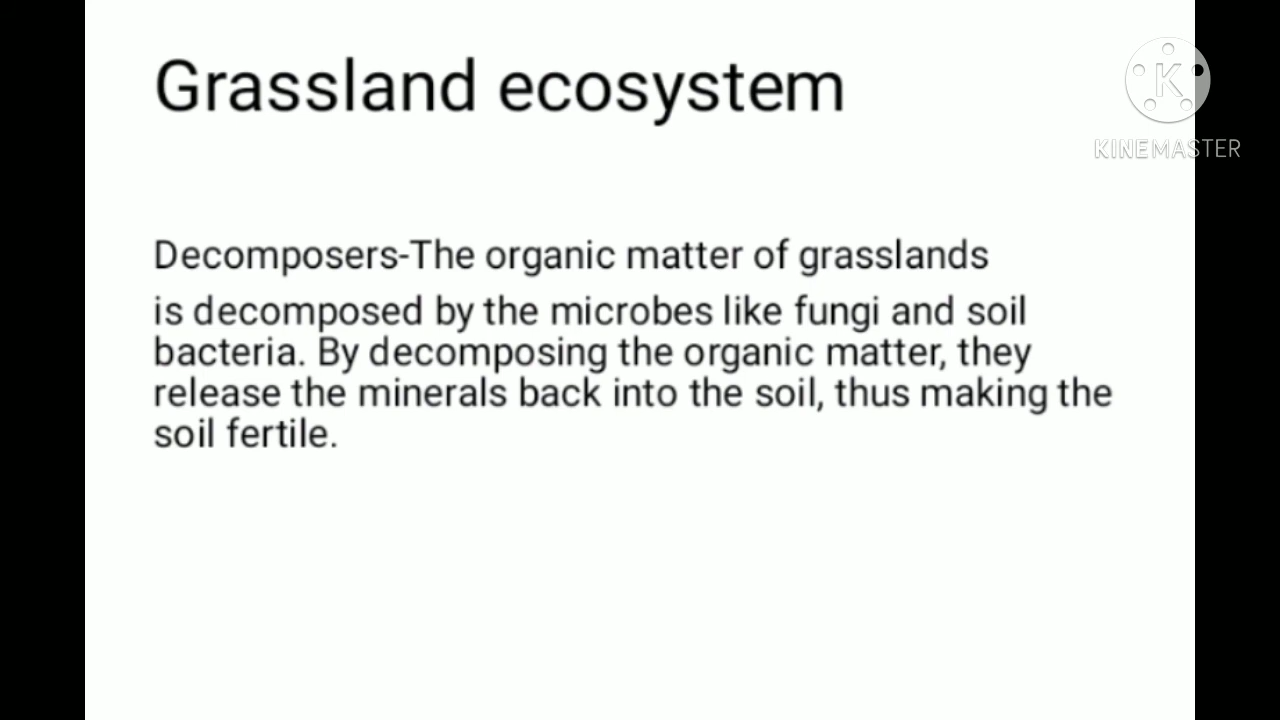 Grassland ecosystem
KINEMASTER
Decomposers-The organic matter of grasslands
is decomposed by the microbes like fungi and soil
bacteria. By decomposing the organic matter, they
release the minerals back into the soil, thus making the
soil fertile.